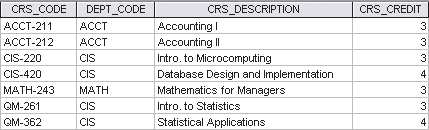 CRS_CODE DEPT_CODE CRS_DESCRIPTION CRS_CREDIT
ACCT-211 ACCT Accounting I 3
ACCT-212 ACCT Accounting II 3
CIS-220 CIS Intro. to Microcomputing 3
CIS-420 CIS Database Design and Implementation 4
MATH-243 MATH Mathematics for Managers 3
QM-261 CIS Intro. to Statistics 3
QM-362 CIS Statistical Applications 4